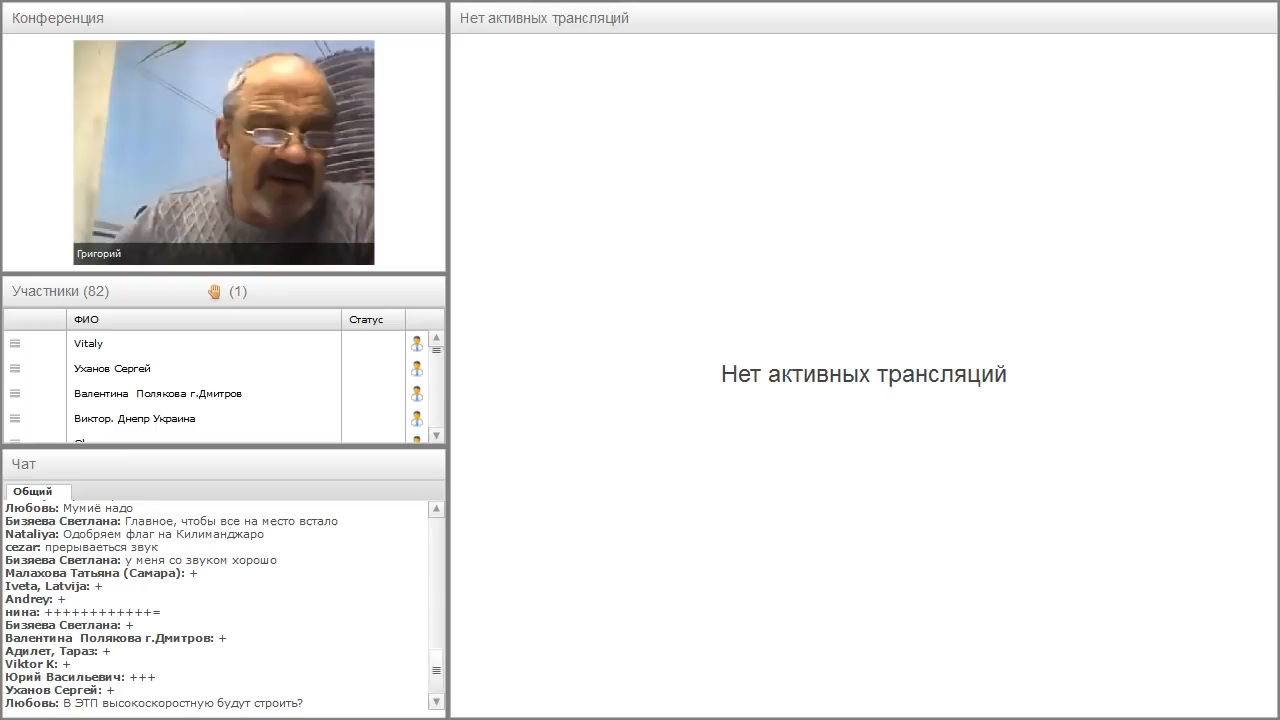 Конференция
Григорий
Участники (82) (1)
ФИО Статус
Vitaly
Уханов Сергей
Валентина Полякова г.Дмитров
Виктор. Днепр Украина
Чат
Общий
Любовь: Мумиё надо
Бизяева Светлана: Главное, чтобы все на место встало
Nataliya: Одобряем флаг на Килиманджаро
cezar: прерываеться звук
Бизяева Светлана: у меня со звуком хорошо
Малахова Татьяна (Самара): +
Iveta, Latvija: +
Andrey: +
нина: ++++++++++++=
Бизяева Светлана: +
Валентина Полякова г.Дмитров: +
Адилет, Тараз: +
Viktor K: +
Юрий Васильевич: +++
Уханов Сергей: +
Любовь: В ЭТП высокоскоростную будут строить?
Нет активных трансляций
Нет активных трансляций